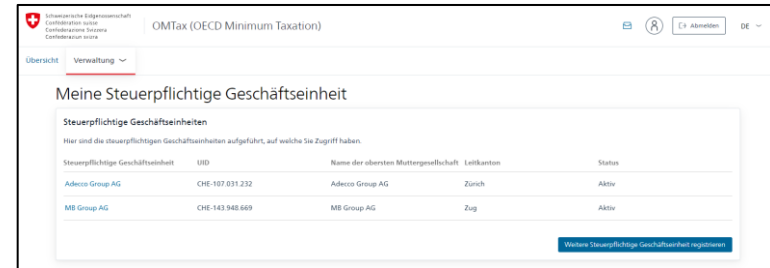 Schweizerische Eidgenossenschaft
Confédération suisse
Confederazione Svizzera
Confederaziun svizra
OMTax (OECD Minimum Taxation)
Abmelden
DE
Übersicht
Verwaltung
Meine Steuerpflichtige Geschäftseinheit
Steuerpflichtige Geschäftseinheiten
Hier sind die steuerpflichtigen Geschäftseinheiten aufgeführt, auf welche Sie Zugriff haben.
Steuerpflichtige Geschäftseinheit UID Name der obersten Muttergesellschaft Leitkanton Status
Adecco Group AG CHE-107.031.232 Adecco Group AG Zürich Aktiv
MB Group AG CHE-143.948.669 MB Group AG Zug Aktiv
Weitere Steuerpflichtige Geschäftseinheit registrieren